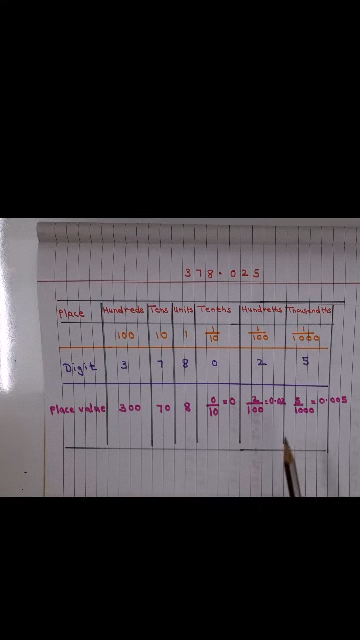 378.025
Place Hundreds Tens Units Tenths Hundredths Thousandths
100 10 1 1/10 1/100 1/1000
Digit 3 7 8 0 2 5
Place value 300 70 8 0/10=0 2/100=0.02 5/1000=0.005